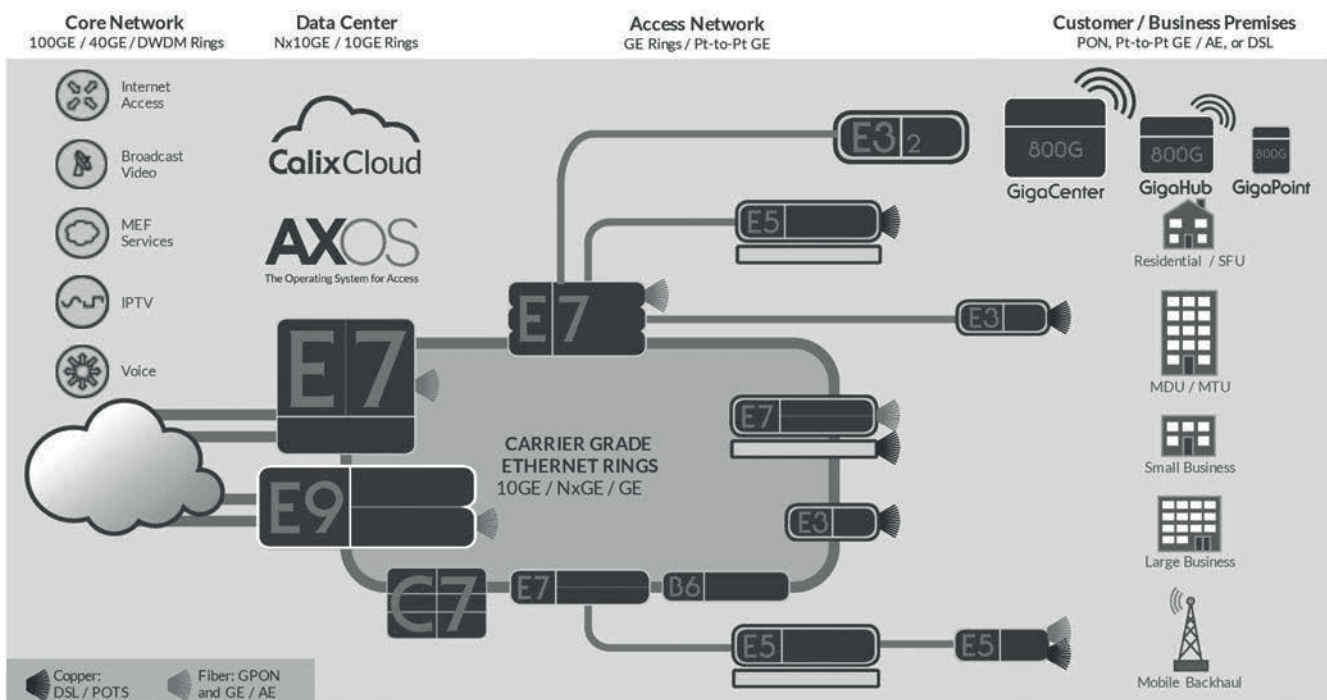 Core Network
100GE / 40GE / DWDM Rings
Data Center
Nx10GE / 10GE Rings
Access Network
GE Rings / Pt-to-Pt GE
Customer / Business Premises
PON, Pt-to-Pt GE / AE, or DSL
Internet
Access
Broadcast
Video
MEF
Services
IPTV
Voice
CalixCloud
AXOS
The Operating System for Access
E7
E9
C7
E7
E3 2
E5
E3
E7
E3
E7
B6
E5
E5
CARRIER GRADE
ETHERNET RINGS
10GE / NxGE / GE
800G
GigaCenter
800G
GigaHub
800G
GigaPoint
Residential / SFU
MDU / MTU
Small Business
Large Business
Mobile Backhaul
Copper:
DSL / POTS
Fiber: GPON
and GE / AE